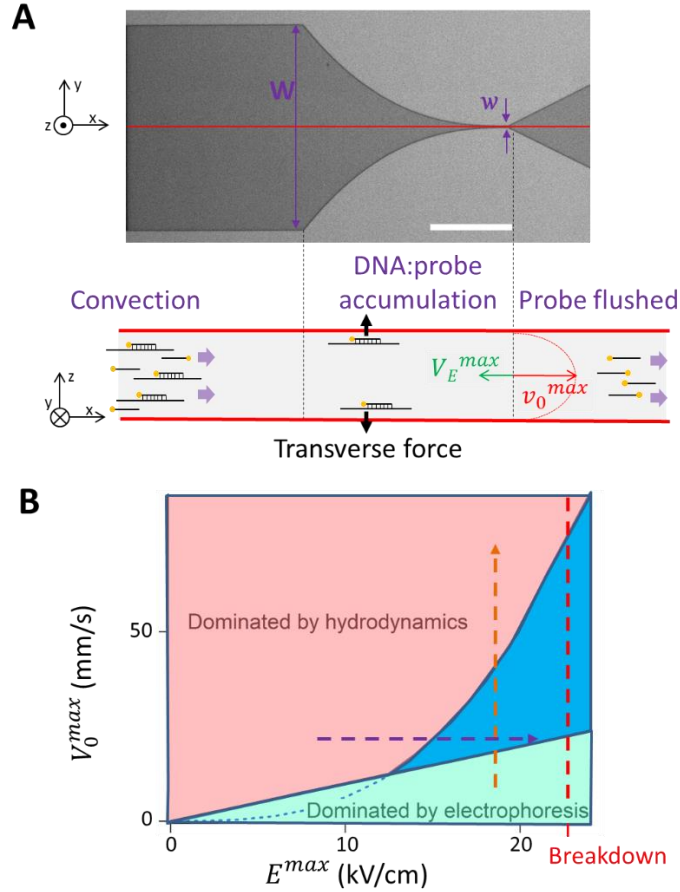 A
y
z
x
W
w
DNA:probe
Convection
accumulation
Probe flushed
V_E^{max}
v_0^{max}
z
y
x
Transverse force
B
50
Dominated by hydrodynamics
V_0^{max} (mm/s)
0
Dominated by electrophoresis
0
10
20
E^{max} (kV/cm)
Breakdown